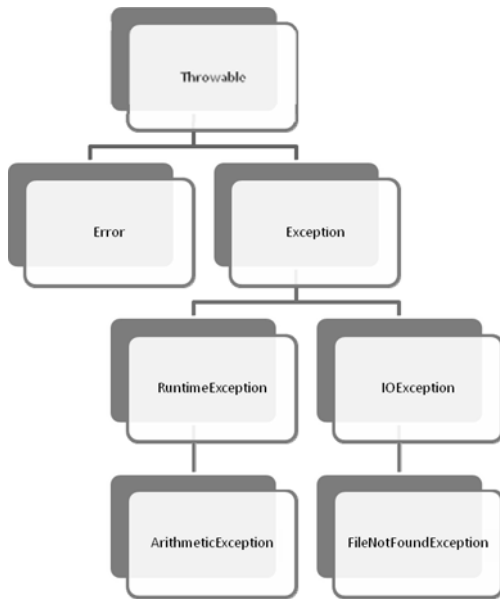 Throwable
Error
Exception
RuntimeException
IOException
ArithmeticException
FileNotFoundException